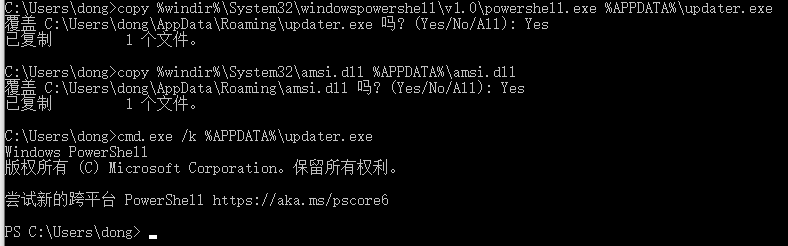 C:\Users\dong>copy %windir%\System32\windowspowershell\v1.0\powershell.exe %APPDATA%\updater.exe
覆盖 C:\Users\dong\AppData\Roaming\updater.exe 吗? (Yes/No/All): Yes
已复制         1 个文件。
C:\Users\dong>copy %windir%\System32\amsi.dll %APPDATA%\amsi.dll
覆盖 C:\Users\dong\AppData\Roaming\amsi.dll 吗? (Yes/No/All): Yes
已复制         1 个文件。
C:\Users\dong>cmd.exe /k %APPDATA%\updater.exe
Windows PowerShell
版权所有 (C) Microsoft Corporation。保留所有权利。
尝试新的跨平台 PowerShell https://aka.ms/pscore6
PS C:\Users\dong>